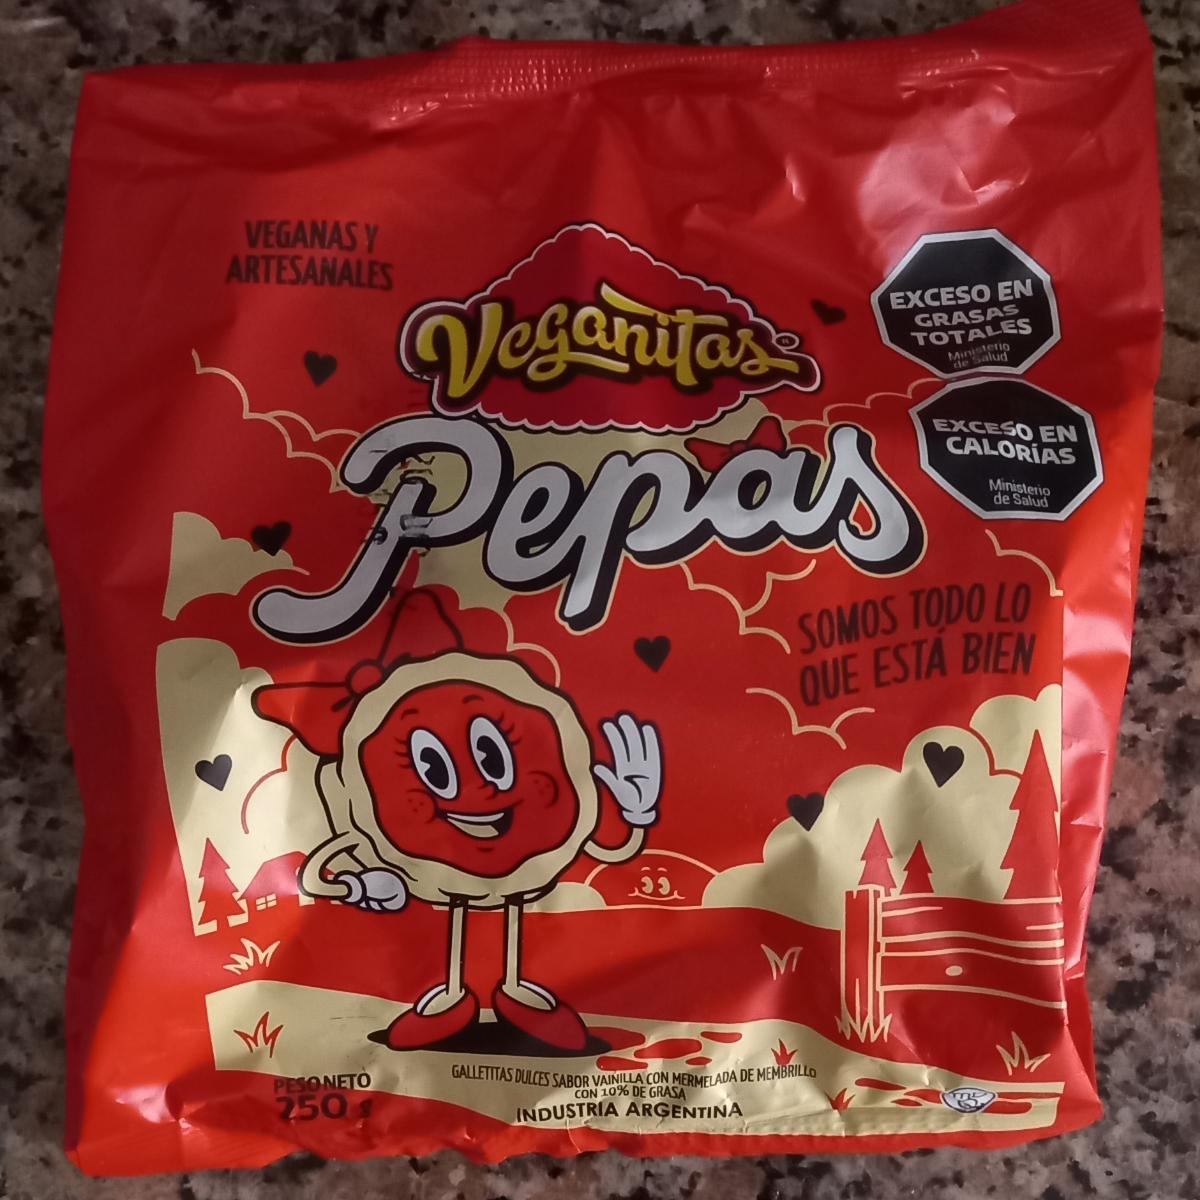 VEGANAS Y
ARTESANALES
Vegañitas
Pepas
EXCESO EN
GRASAS
TOTALES
Ministerio
de Salud
EXCESO EN
CALORÍAS
Ministerio
de Salud
SOMOS TODO LO
QUE ESTÁ BIEN
GALLETITAS DULCES SABOR VAINILLA CON MERMELADA DE MEMBRILLO
CON 10% DE GRASA
INDUSTRIA ARGENTINA
PESO NETO
250 g